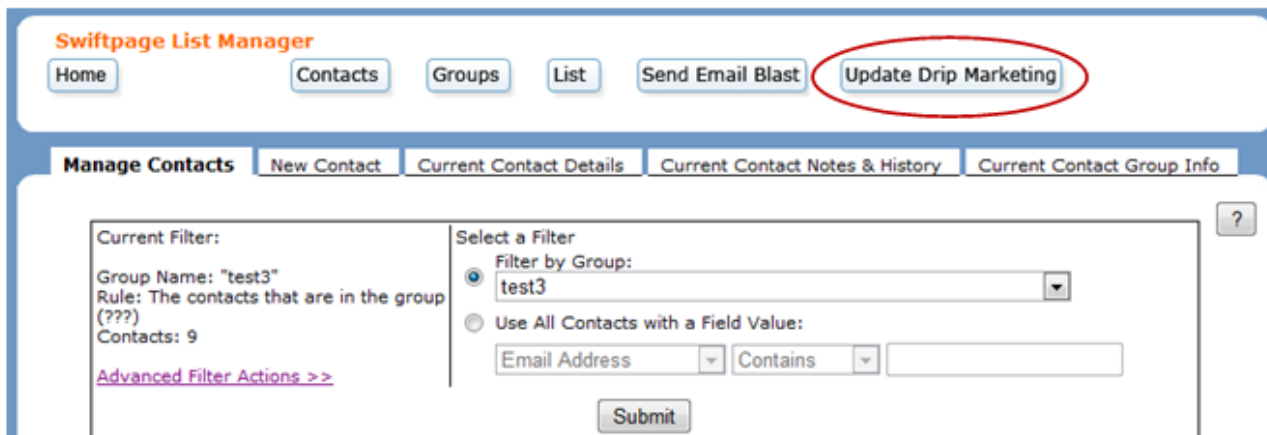 Swiftpage List Manager
Home Contacts Groups List Send Email Blast Update Drip Marketing
Manage Contacts New Contact Current Contact Details Current Contact Notes & History Current Contact Group Info
?
Current Filter:
Group Name: "test3"
Rule: The contacts that are in the group
(???)
Contacts: 9
Advanced Filter Actions >>
Select a Filter
Filter by Group:
test3
Use All Contacts with a Field Value:
Email Address Contains
Submit